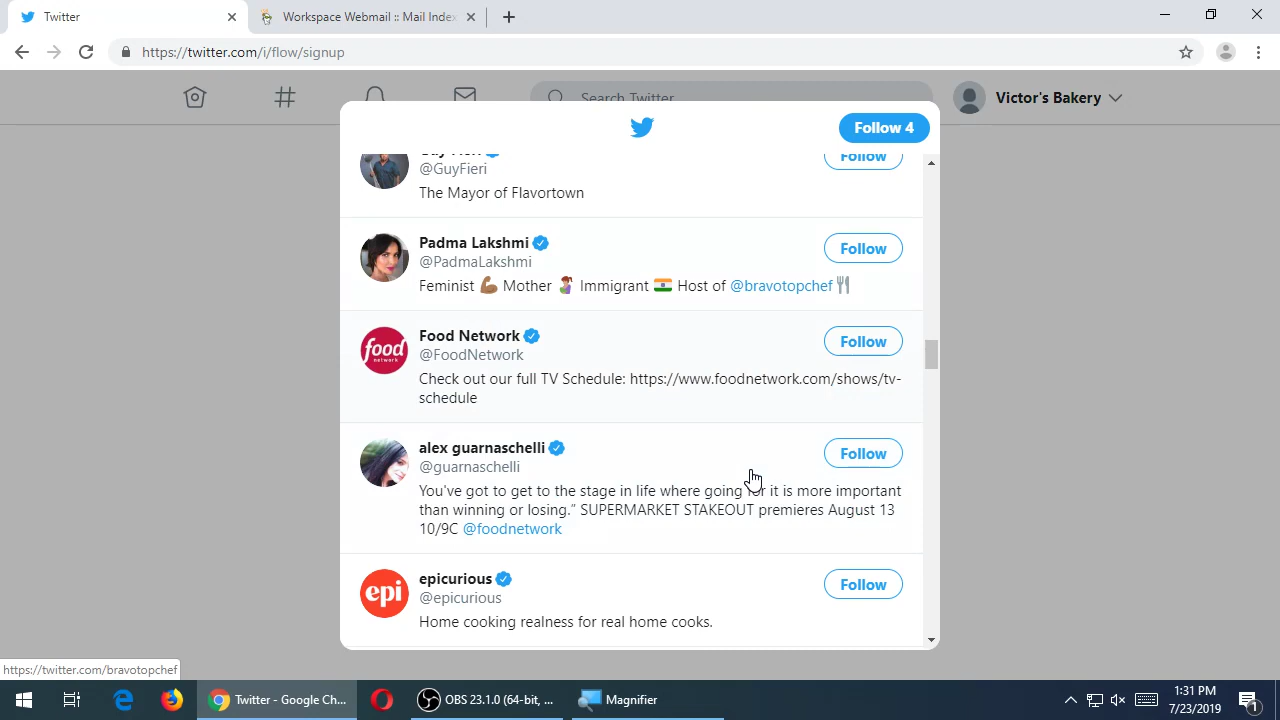 Twitter
Workspace Webmail :: Mail Index
https://twitter.com/i/flow/signup
Search Twitter
Victor's Bakery
Follow 4
Guy Fieri
Follow
@GuyFieri
The Mayor of Flavortown
Padma Lakshmi
Follow
@PadmaLakshmi
Feminist 💪🏾 Mother 🤱🏽 Immigrant 🇮🇳 Host of @bravotopchef 🍴
food network
Food Network
Follow
@FoodNetwork
Check out our full TV Schedule: https://www.foodnetwork.com/shows/tv-
schedule
alex guarnaschelli
Follow
@guarnaschelli
You've got to get to the stage in life where going for it is more important
than winning or losing.” SUPERMARKET STAKEOUT premieres August 13
10/9C @foodnetwork
epi
epicurious
Follow
@epicurious
Home cooking realness for real home cooks.
https://twitter.com/bravotopchef
Twitter - Google Ch...
OBS 23.1.0 (64-bit, ...
Magnifier
1:31 PM
7/23/2019
1